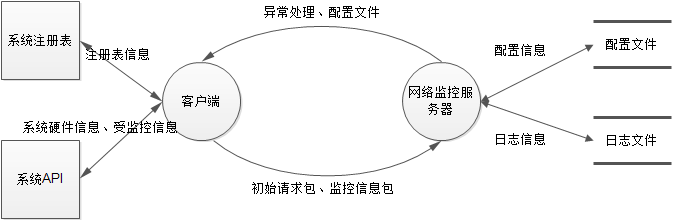 异常处理、配置文件
系统注册表
注册表信息
配置信息
配置文件
客户端
网络监控服
务器
系统硬件信息、受监控信息
日志信息
日志文件
系统API
初始请求包、监控信息包